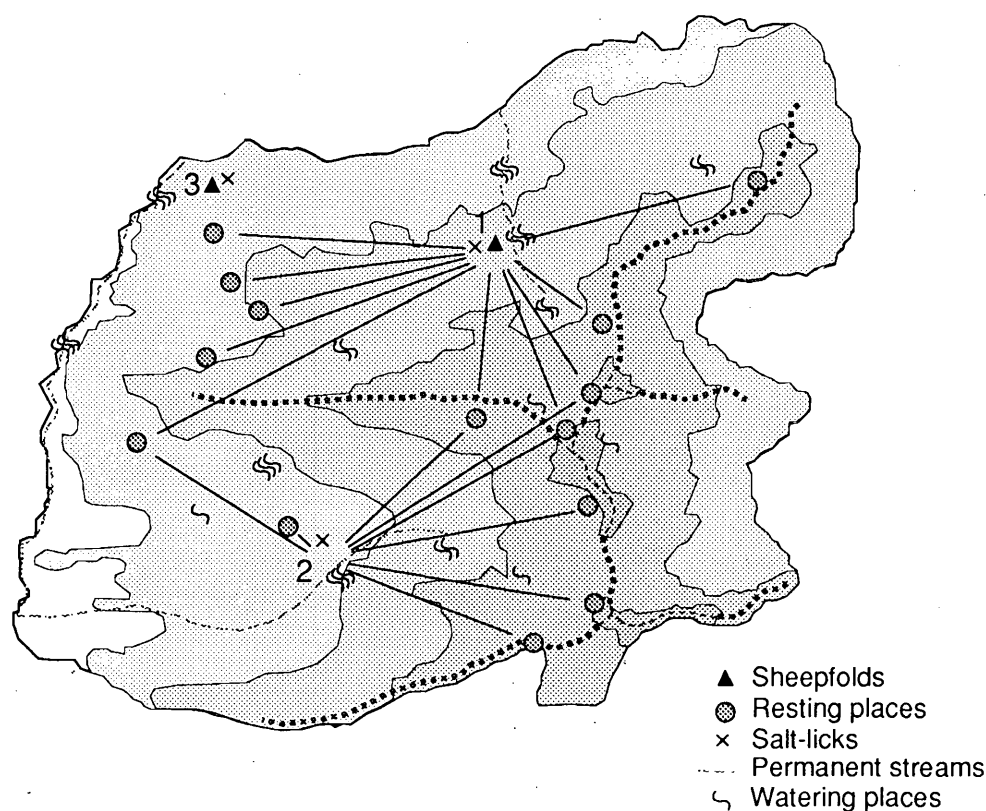 3
1
2
Sheepfolds
Resting places
Salt-licks
Permanent streams
Watering places